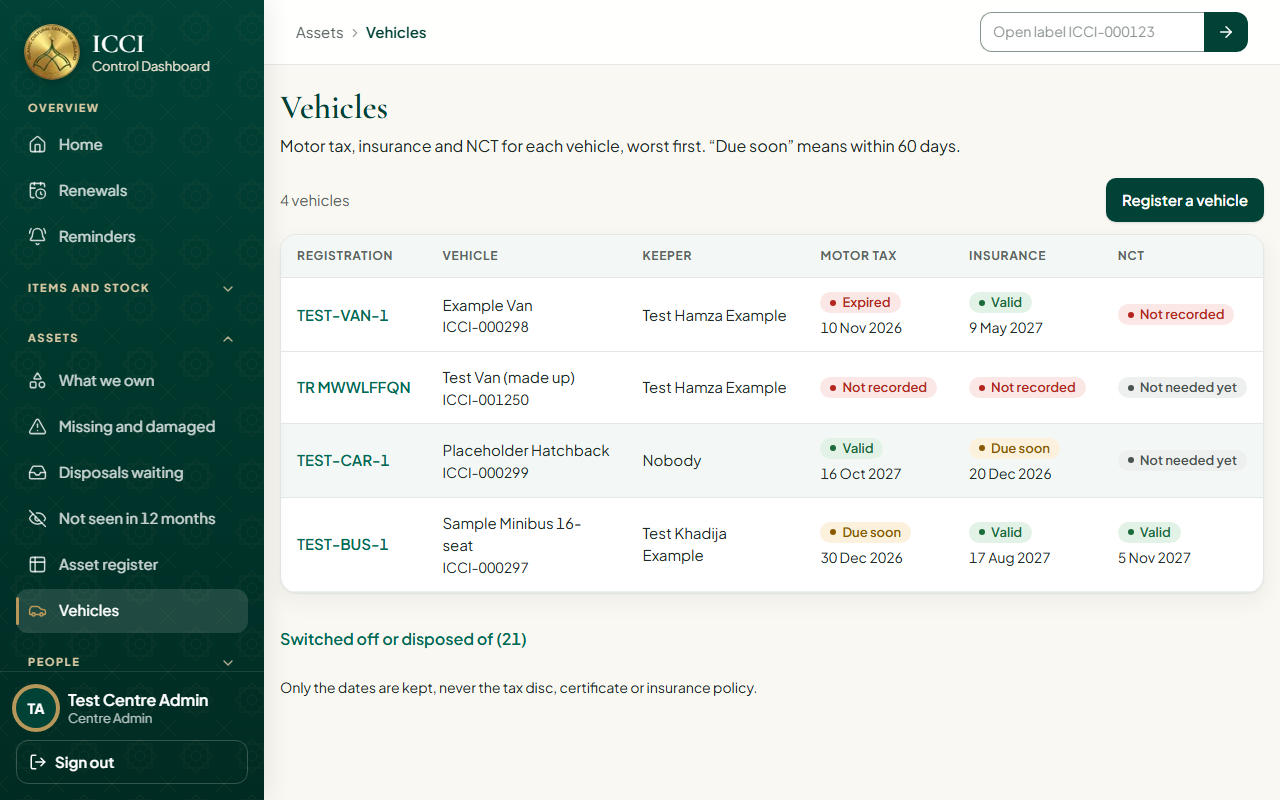 ICCI
Control Dashboard
OVERVIEW
Home
Renewals
Reminders
ITEMS AND STOCK
ASSETS
What we own
Missing and damaged
Disposals waiting
Not seen in 12 months
Asset register
Vehicles
PEOPLE
TA
Test Centre Admin
Centre Admin
Sign out
Assets > Vehicles
Open label ICCI-000123
Vehicles
Motor tax, insurance and NCT for each vehicle, worst first. “Due soon” means within 60 days.
4 vehicles
Register a vehicle
REGISTRATION VEHICLE KEEPER MOTOR TAX INSURANCE NCT
TEST-VAN-1
Example Van
ICCI-000298
Test Hamza Example
Expired
10 Nov 2026
Valid
9 May 2027
Not recorded
TR MWWLFFQN
Test Van (made up)
ICCI-001250
Test Hamza Example
Not recorded
Not recorded
Not needed yet
TEST-CAR-1
Placeholder Hatchback
ICCI-000299
Nobody
Valid
16 Oct 2027
Due soon
20 Dec 2026
Not needed yet
TEST-BUS-1
Sample Minibus 16-
seat
ICCI-000297
Test Khadija
Example
Due soon
30 Dec 2026
Valid
17 Aug 2027
Valid
5 Nov 2027
Switched off or disposed of (21)
Only the dates are kept, never the tax disc, certificate or insurance policy.